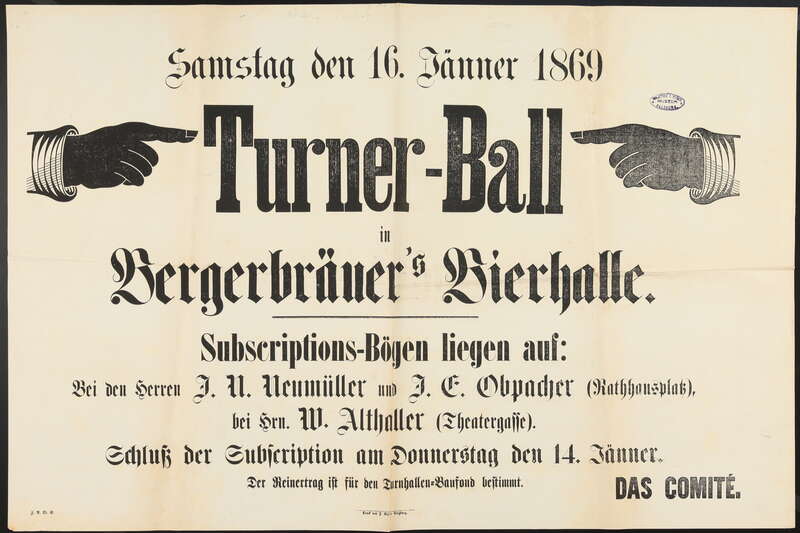 Samstag den 16. Jänner 1869
Turner-Ball
in
Bergerbräuer's Bierhalle.
Subscriptions-Bögen liegen auf:
Bei den Herren J. N. Neumüller und J. E. Obpacher (Rathhausplatz),
bei Hrn. W. Althaller (Theatergasse).
Schluß der Subscription am Donnerstag den 14. Jänner.
Der Reinertrag ist für den Turnhallen-Baufond bestimmt.
DAS COMITÉ.